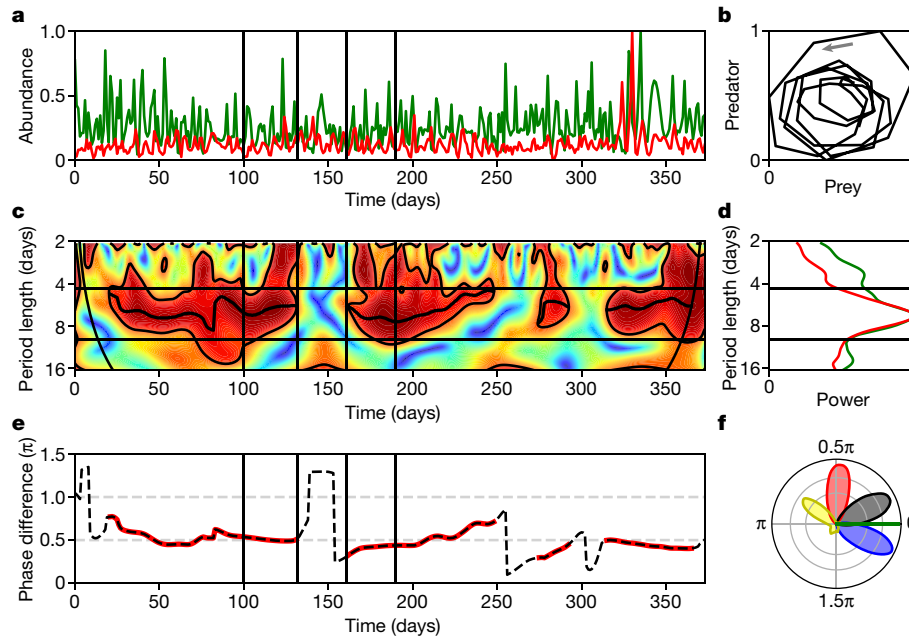 a
b
1.0
0.5
0
Abundance
0 50 100 150 200 250 300 350
Time (days)
1
0
Predator
0
Prey
c
d
2
4
8
16
Period length (days)
0 50 100 150 200 250 300 350
Time (days)
2
4
8
16
Period length (days)
0
Power
e
f
1.5
1.0
0.5
0
Phase difference (π)
0 50 100 150 200 250 300 350
Time (days)
0.5π
π
1.5π